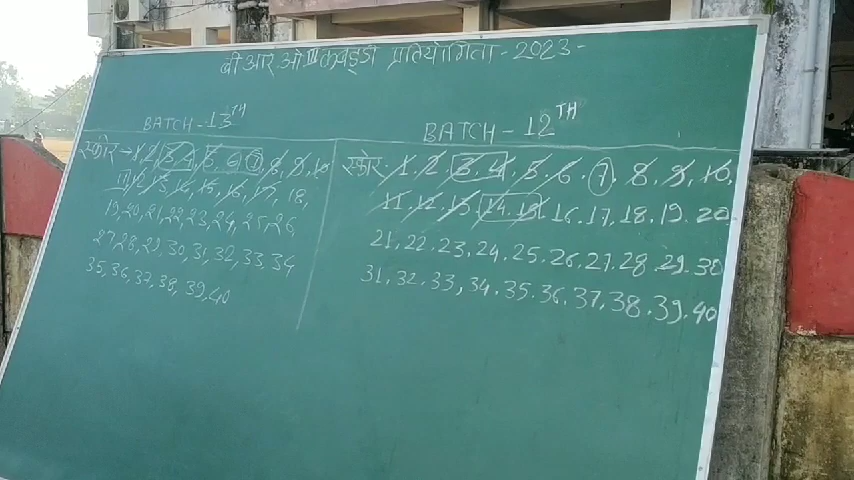 बी आर ओ III कबड्डी प्रतियोगिता - 2023-
BATCH - 13TH
स्कोर → 1, 2, 3, 4, 5, 6, 7, 8, 9, 10
11, 12, 13, 14, 15, 16, 17, 18,
19, 20, 21, 22, 23, 24, 25, 26
27, 28, 29, 30, 31, 32, 33, 34
35, 36, 37, 38, 39, 40
BATCH - 12TH
स्कोर. 1. 2. 3. 4. 5. 6. 7. 8. 9. 10,
11. 12. 13. 14. 15. 16. 17. 18. 19. 20
21. 22. 23. 24. 25. 26. 27. 28. 29. 30
31, 32. 33, 34. 35. 36. 37. 38. 39. 40